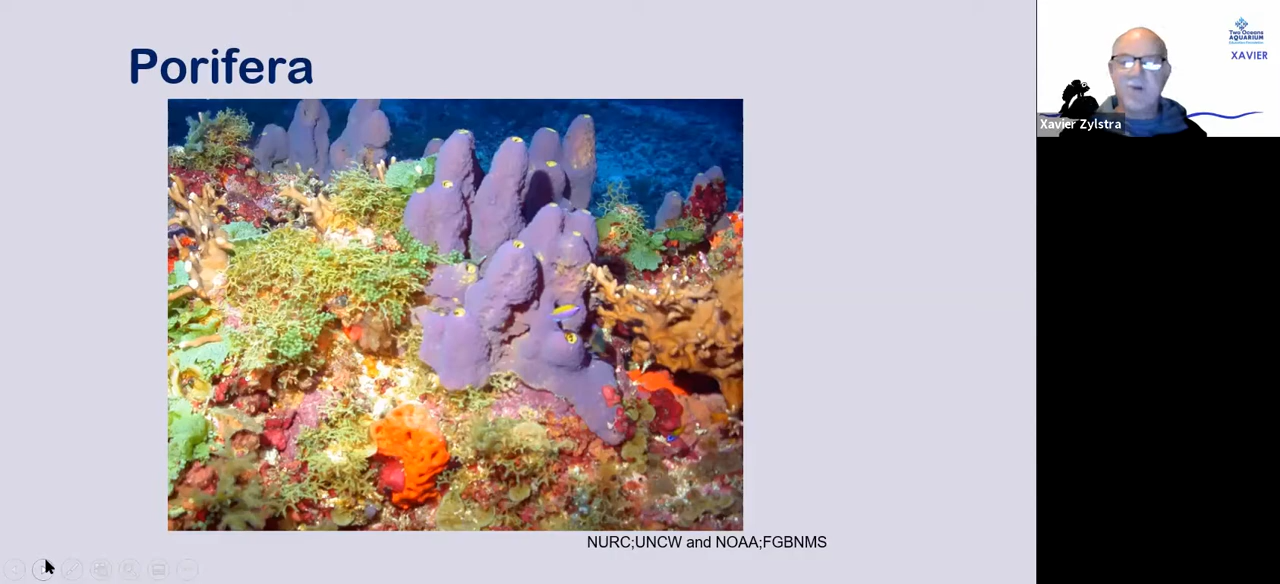 Porifera
NURC;UNCW and NOAA;FGBNMS
Two Oceans
AQUARIUM
XAVIER
Xavier Zylstra